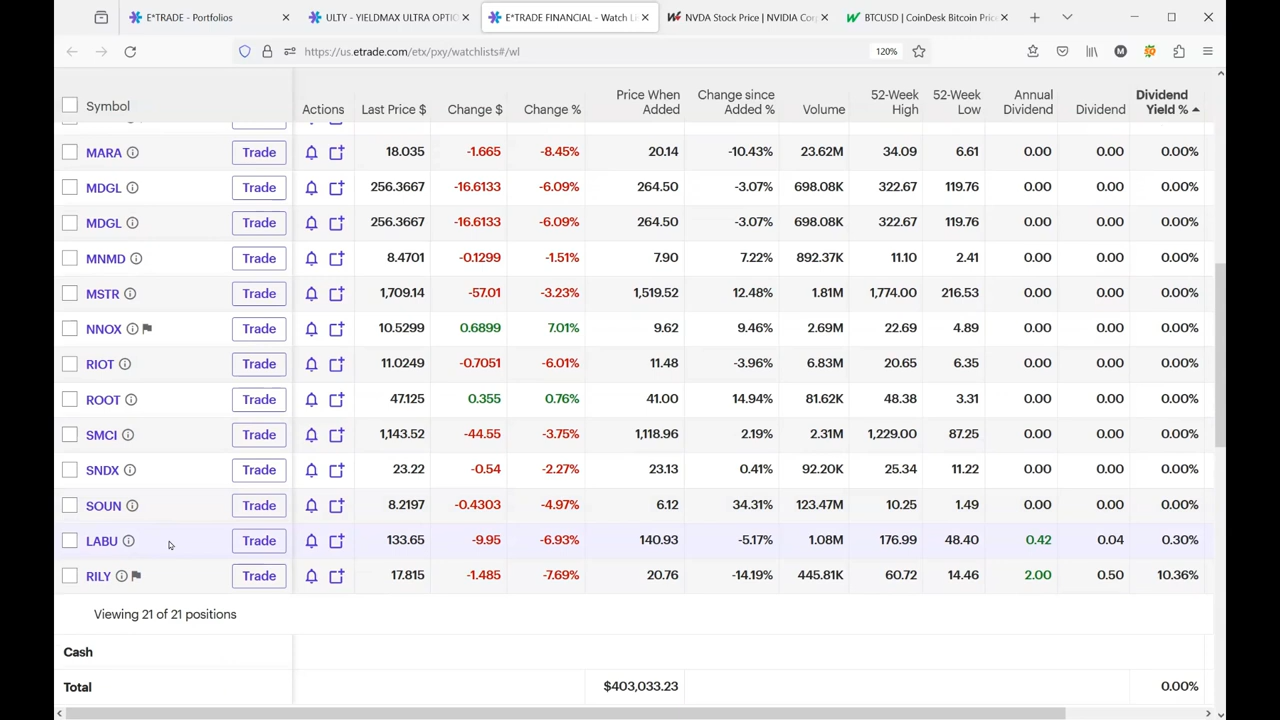 E*TRADE - Portfolios
ULTY - YIELDMAX ULTRA OPTIO
E*TRADE FINANCIAL - Watch Li
NVDA Stock Price | NVIDIA Cor
BTCUSD | CoinDesk Bitcoin Pric
https://us.etrade.com/etx/pxy/watchlists#/wl 120%
Symbol Actions Last Price $ Change $ Change % Price When Added Change since Added % Volume 52-Week High 52-Week Low Annual Dividend Dividend Dividend Yield %
MARA Trade 18.035 -1.665 -8.45% 20.14 -10.43% 23.62M 34.09 6.61 0.00 0.00 0.00%
MDGL Trade 256.3667 -16.6133 -6.09% 264.50 -3.07% 698.08K 322.67 119.76 0.00 0.00 0.00%
MDGL Trade 256.3667 -16.6133 -6.09% 264.50 -3.07% 698.08K 322.67 119.76 0.00 0.00 0.00%
MNMD Trade 8.4701 -0.1299 -1.51% 7.90 7.22% 892.37K 11.10 2.41 0.00 0.00 0.00%
MSTR Trade 1,709.14 -57.01 -3.23% 1,519.52 12.48% 1.81M 1,774.00 216.53 0.00 0.00 0.00%
NNOX Trade 10.5299 0.6899 7.01% 9.62 9.46% 2.69M 22.69 4.89 0.00 0.00 0.00%
RIOT Trade 11.0249 -0.7051 -6.01% 11.48 -3.96% 6.83M 20.65 6.35 0.00 0.00 0.00%
ROOT Trade 47.125 0.355 0.76% 41.00 14.94% 81.62K 48.38 3.31 0.00 0.00 0.00%
SMCI Trade 1,143.52 -44.55 -3.75% 1,118.96 2.19% 2.31M 1,229.00 87.25 0.00 0.00 0.00%
SNDX Trade 23.22 -0.54 -2.27% 23.13 0.41% 92.20K 25.34 11.22 0.00 0.00 0.00%
SOUN Trade 8.2197 -0.4303 -4.97% 6.12 34.31% 123.47M 10.25 1.49 0.00 0.00 0.00%
LABU Trade 133.65 -9.95 -6.93% 140.93 -5.17% 1.08M 176.99 48.40 0.42 0.04 0.30%
RILY Trade 17.815 -1.485 -7.69% 20.76 -14.19% 445.81K 60.72 14.46 2.00 0.50 10.36%
Viewing 21 of 21 positions
Cash
Total $403,033.23 0.00%